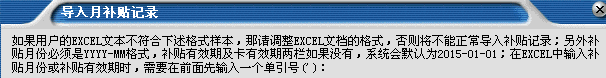 导入月补贴记录
如果用户的EXCEL文本不符合下述格式样本，那请调整EXCEL文档的格式，否则将不能正常导入补贴记录；另外补
贴月份必须是YYYY-MM格式，补贴有效期及卡有效期两栏如果没有，系统会默认为2015-01-01；在EXCEL中输入补
贴月份或补贴有效期时，需要在前面先输入一个单引号(')：